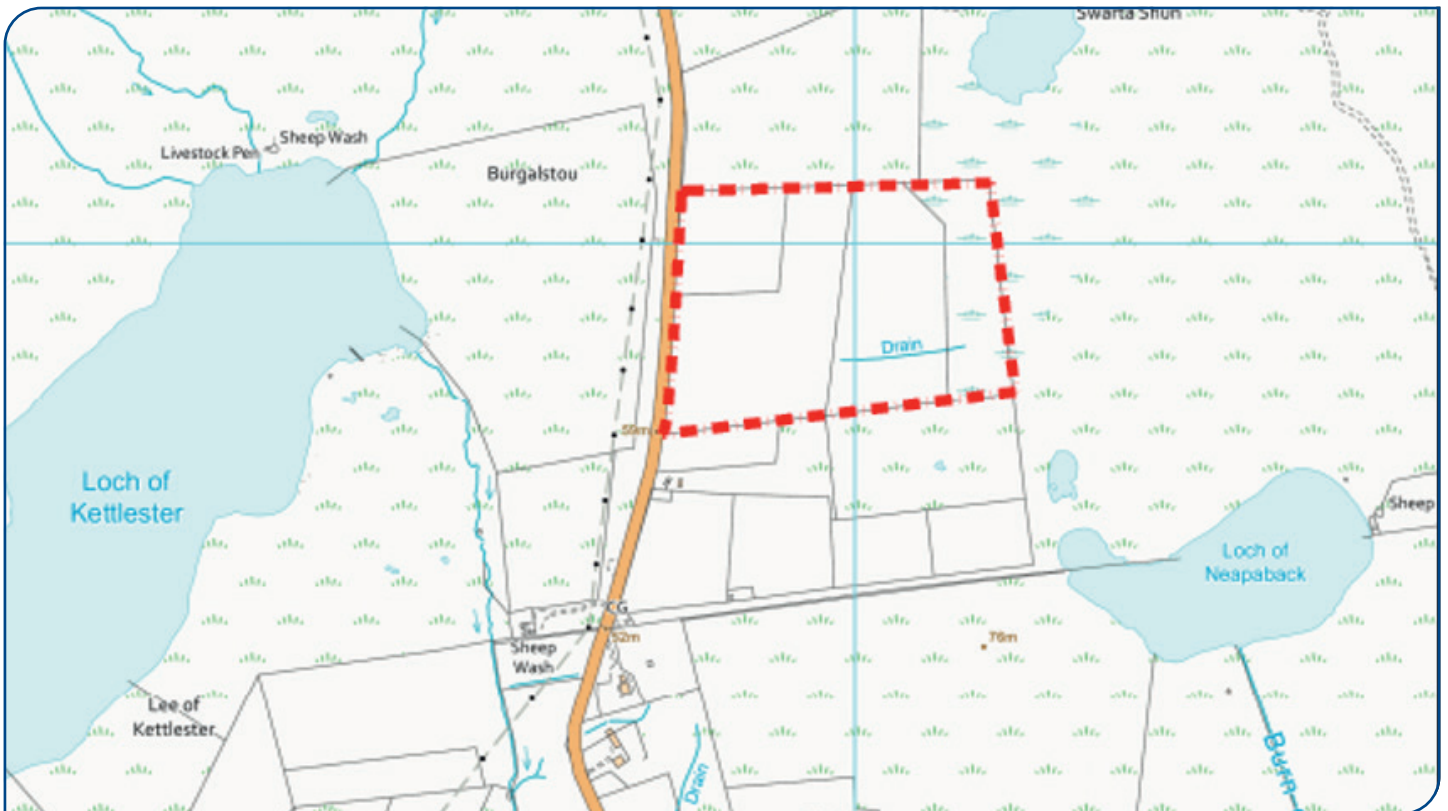 Swarta Shun
Sheep Wash
Livestock Pen
Burgalstou
Drain
59m
Loch of
Kettlester
Sheep
Loch of
Neapaback
CG
52m
76m
Sheep
Wash
Lee of
Kettlester
Drain
Burn